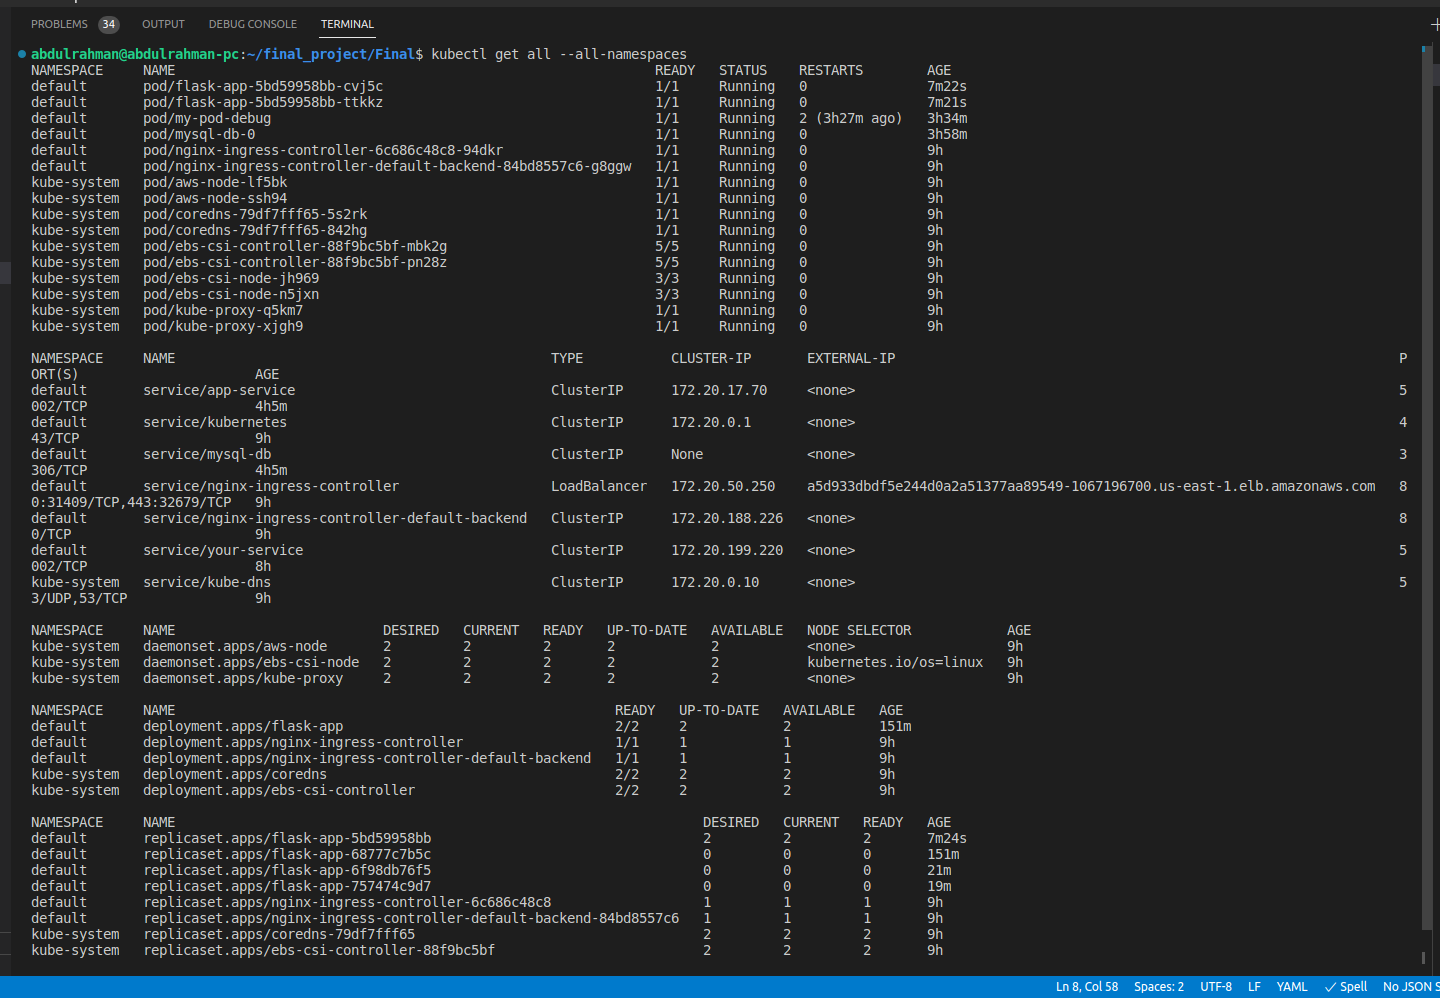 PROBLEMS 34 OUTPUT DEBUG CONSOLE TERMINAL
abdulrahman@abdulrahman-pc:~/final_project/Final$ kubectl get all --all-namespaces
NAMESPACE NAME READY STATUS RESTARTS AGE
default pod/flask-app-5bd59958bb-cvj5c 1/1 Running 0 7m22s
default pod/flask-app-5bd59958bb-ttkkz 1/1 Running 0 7m21s
default pod/my-pod-debug 1/1 Running 2 (3h27m ago) 3h34m
default pod/mysql-db-0 1/1 Running 0 3h58m
default pod/nginx-ingress-controller-6c686c48c8-94dkr 1/1 Running 0 9h
default pod/nginx-ingress-controller-default-backend-84bd8557c6-g8ggw 1/1 Running 0 9h
kube-system pod/aws-node-lf5bk 1/1 Running 0 9h
kube-system pod/aws-node-ssh94 1/1 Running 0 9h
kube-system pod/coredns-79df7fff65-5s2rk 1/1 Running 0 9h
kube-system pod/coredns-79df7fff65-842hg 1/1 Running 0 9h
kube-system pod/ebs-csi-controller-88f9bc5bf-mbk2g 5/5 Running 0 9h
kube-system pod/ebs-csi-controller-88f9bc5bf-pn28z 5/5 Running 0 9h
kube-system pod/ebs-csi-node-jh969 3/3 Running 0 9h
kube-system pod/ebs-csi-node-n5jxn 3/3 Running 0 9h
kube-system pod/kube-proxy-q5km7 1/1 Running 0 9h
kube-system pod/kube-proxy-xjgh9 1/1 Running 0 9h
NAMESPACE NAME TYPE CLUSTER-IP EXTERNAL-IP P
ORT(S) AGE
default service/app-service ClusterIP 172.20.17.70 <none> 5
002/TCP 4h5m
default service/kubernetes ClusterIP 172.20.0.1 <none> 4
43/TCP 9h
default service/mysql-db ClusterIP None <none> 3
306/TCP 4h5m
default service/nginx-ingress-controller LoadBalancer 172.20.50.250 a5d933dbdf5e244d0a2a51377aa89549-1067196700.us-east-1.elb.amazonaws.com 8
0:31409/TCP,443:32679/TCP 9h
default service/nginx-ingress-controller-default-backend ClusterIP 172.20.188.226 <none> 8
0/TCP 9h
default service/your-service ClusterIP 172.20.199.220 <none> 5
002/TCP 8h
kube-system service/kube-dns ClusterIP 172.20.0.10 <none> 5
3/UDP,53/TCP 9h
NAMESPACE NAME DESIRED CURRENT READY UP-TO-DATE AVAILABLE NODE SELECTOR AGE
kube-system daemonset.apps/aws-node 2 2 2 2 2 <none> 9h
kube-system daemonset.apps/ebs-csi-node 2 2 2 2 2 kubernetes.io/os=linux 9h
kube-system daemonset.apps/kube-proxy 2 2 2 2 2 <none> 9h
NAMESPACE NAME READY UP-TO-DATE AVAILABLE AGE
default deployment.apps/flask-app 2/2 2 2 151m
default deployment.apps/nginx-ingress-controller 1/1 1 1 9h
default deployment.apps/nginx-ingress-controller-default-backend 1/1 1 1 9h
kube-system deployment.apps/coredns 2/2 2 2 9h
kube-system deployment.apps/ebs-csi-controller 2/2 2 2 9h
NAMESPACE NAME DESIRED CURRENT READY AGE
default replicaset.apps/flask-app-5bd59958bb 2 2 2 7m24s
default replicaset.apps/flask-app-68777c7b5c 0 0 0 151m
default replicaset.apps/flask-app-6f98db76f5 0 0 0 21m
default replicaset.apps/flask-app-757474c9d7 0 0 0 19m
default replicaset.apps/nginx-ingress-controller-6c686c48c8 1 1 1 9h
default replicaset.apps/nginx-ingress-controller-default-backend-84bd8557c6 1 1 1 9h
kube-system replicaset.apps/coredns-79df7fff65 2 2 2 9h
kube-system replicaset.apps/ebs-csi-controller-88f9bc5bf 2 2 2 9h
Ln 8, Col 58 Spaces: 2 UTF-8 LF YAML ✓ Spell No JSON S